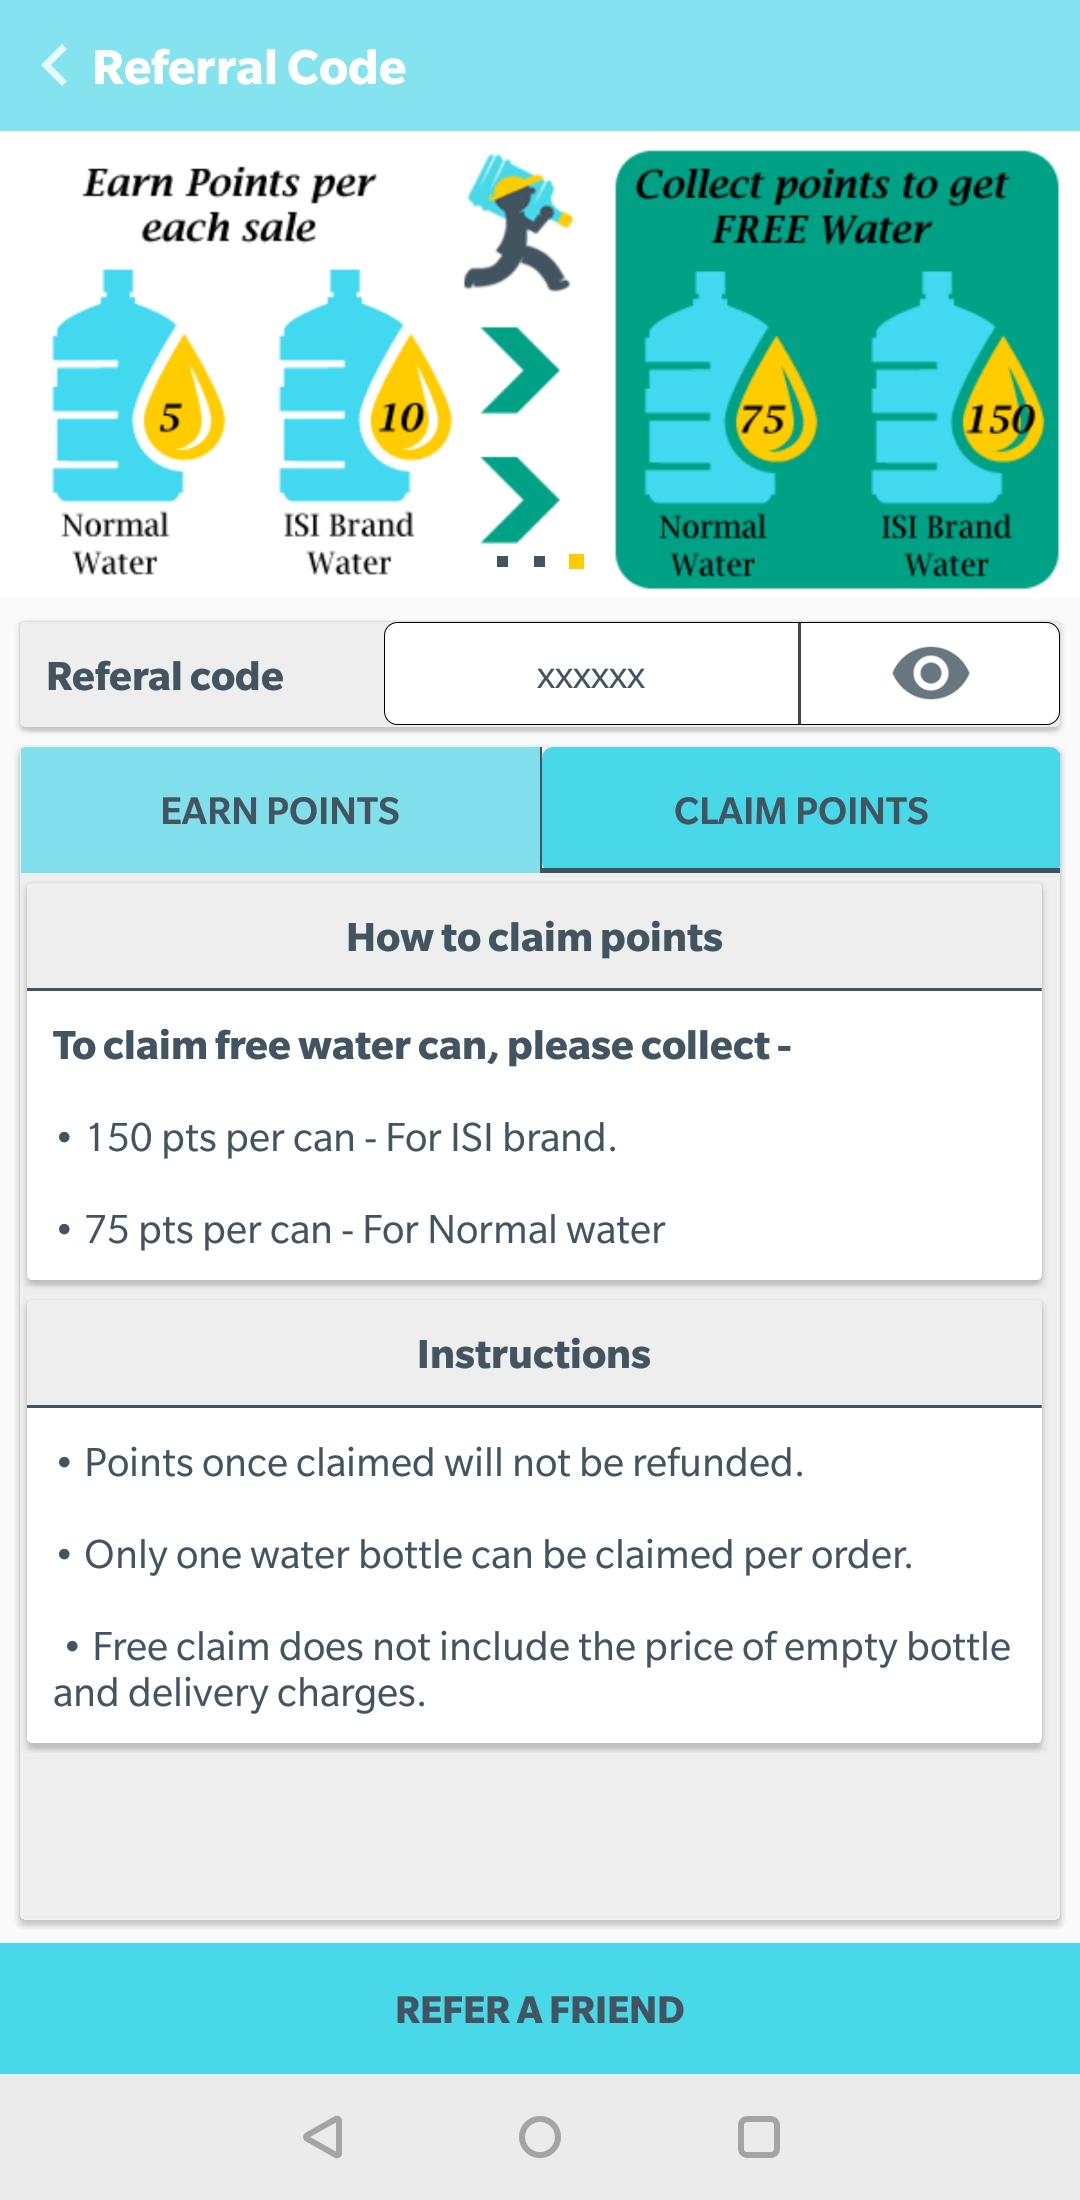 Referral Code
Earn Points per
each sale
5
10
Normal
Water
ISI Brand
Water
Collect points to get
FREE Water
75
150
Normal
Water
ISI Brand
Water
Referal code
xxxxxx
EARN POINTS
CLAIM POINTS
How to claim points
To claim free water can, please collect -
• 150 pts per can - For ISI brand.
• 75 pts per can - For Normal water
Instructions
• Points once claimed will not be refunded.
• Only one water bottle can be claimed per order.
• Free claim does not include the price of empty bottle
and delivery charges.
REFER A FRIEND